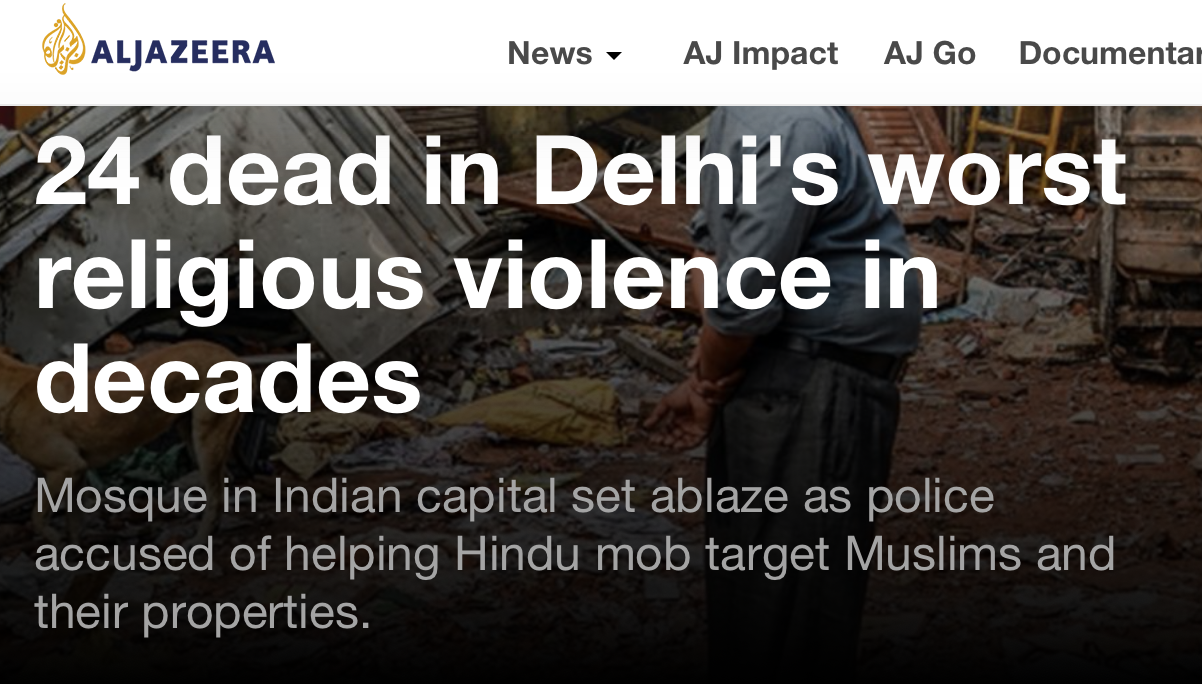 ALJAZEERA News AJ Impact AJ Go Documentar
24 dead in Delhi's worst
religious violence in
decades
Mosque in Indian capital set ablaze as police
accused of helping Hindu mob target Muslims and
their properties.